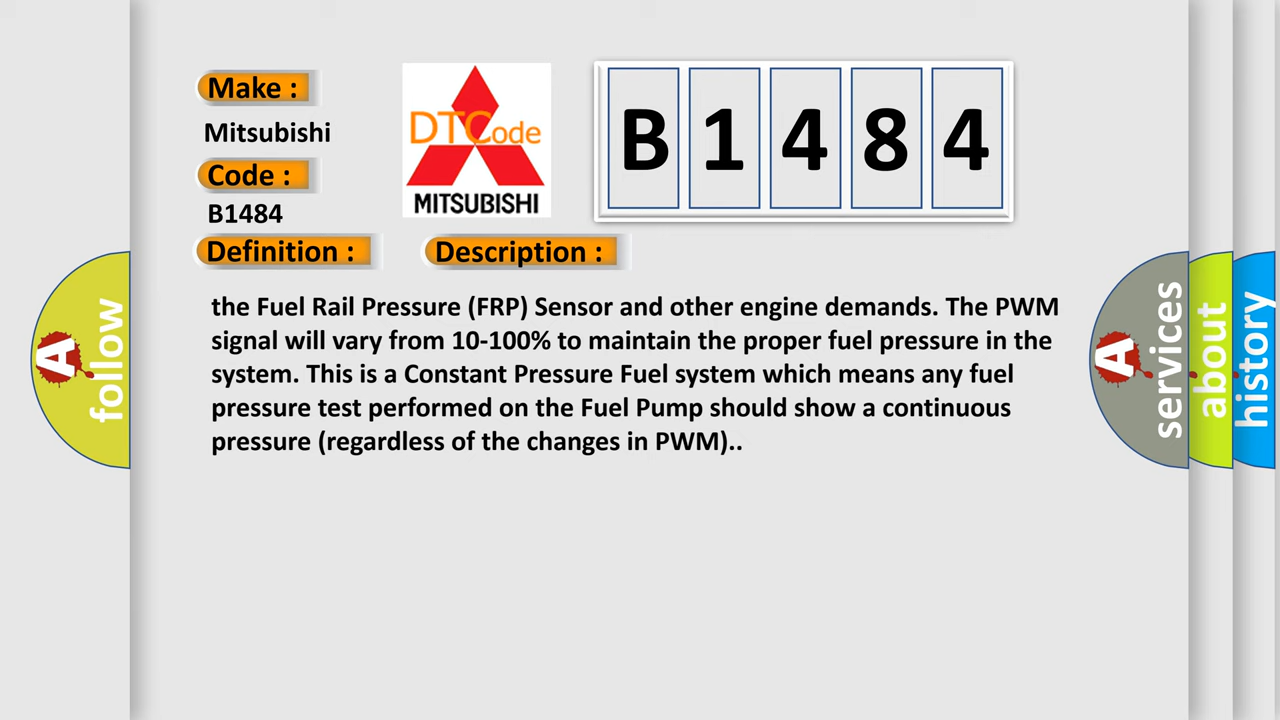 Make :
Mitsubishi
Code :
B1484
DTCode
MITSUBISHI
B 1 4 8 4
Definition :
Description :
the Fuel Rail Pressure (FRP) Sensor and other engine demands. The PWM
signal will vary from 10-100% to maintain the proper fuel pressure in the
system. This is a Constant Pressure Fuel system which means any fuel
pressure test performed on the Fuel Pump should show a continuous
pressure (regardless of the changes in PWM)..
A follow
A services
about
history